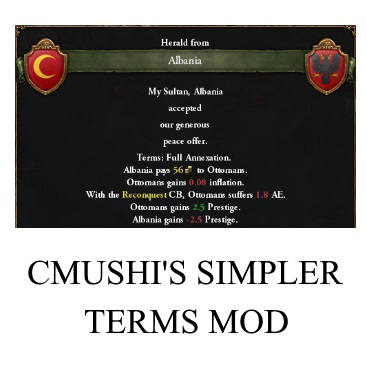 Herald from
Albania
My Sultan, Albania
accepted
our generous
peace offer.
Terms: Full Annexation.
Albania pays 56 to Ottomans.
Ottomans gains 0.08 inflation.
With the Reconquest CB, Ottomans suffers 1.8 AE.
Ottomans gains 2.5 Prestige.
Albania gains -2.5 Prestige.
CMUSHI'S SIMPLER
TERMS MOD